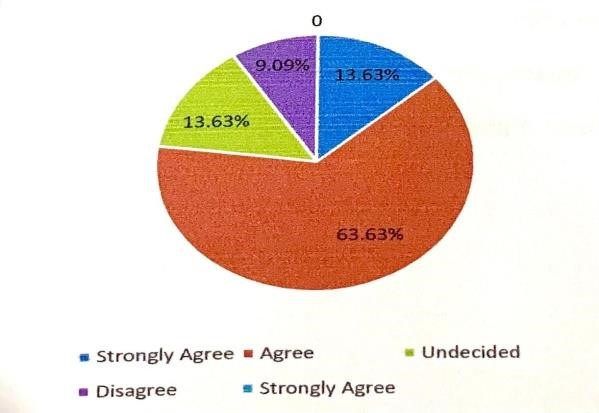 0
9.09%
13.63%
13.63%
63.63%
Strongly Agree Agree Undecided
Disagree Strongly Agree